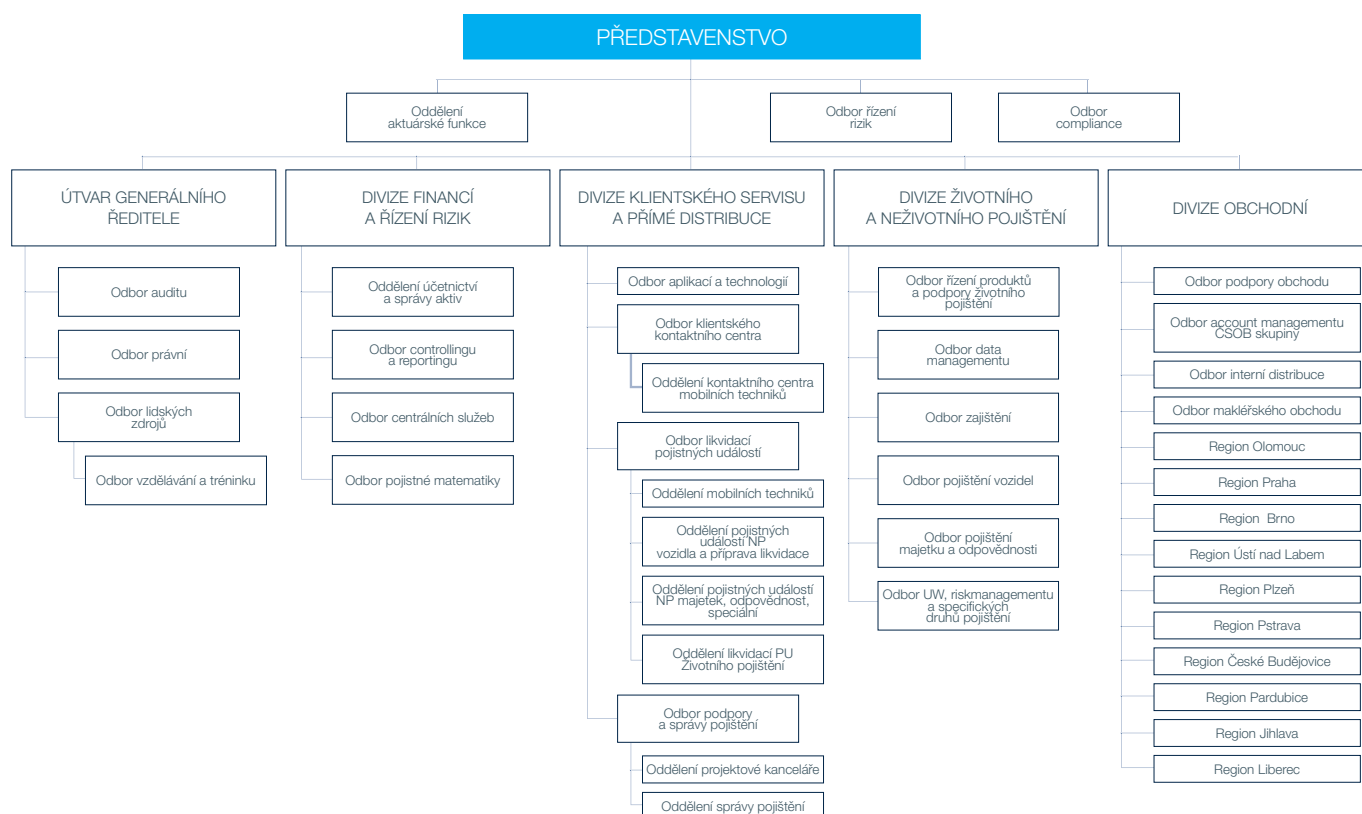 PŘEDSTAVENSTVO
Oddělení
aktuárské funkce
Odbor řízení
rizik
Odbor
compliance
ÚTVAR GENERÁLNÍHO
ŘEDITELE
Odbor auditu
Odbor právní
Odbor lidských
zdrojů
Odbor vzdělávání a tréninku
DIVIZE FINANCÍ
A ŘÍZENÍ RIZIK
Oddělení účetnictví
a správy aktiv
Odbor controllingu
a reportingu
Odbor centrálních služeb
Odbor pojistné matematiky
DIVIZE KLIENTSKÉHO SERVISU
A PŘÍMÉ DISTRIBUCE
Odbor aplikací a technologií
Odbor klientského
kontaktního centra
Oddělení kontaktního centra
mobilních techniků
Odbor likvidací
pojistných událostí
Oddělení mobilních techniků
Oddělení pojistných
událostí NP
vozidla a příprava likvidace
Oddělení pojistných událostí
NP majetek, odpovědnost,
speciální
Oddělení likvidací PU
Životního pojištění
Odbor podpory
a správy pojištění
Oddělení projektové kanceláře
Oddělení správy pojištění
DIVIZE ŽIVOTNÍHO
A NEŽIVOTNÍHO POJIŠTĚNÍ
Odbor řízení produktů
a podpory životního
pojištění
Odbor data
managementu
Odbor zajištění
Odbor pojištění vozidel
Odbor pojištění
majetku a odpovědnosti
Odbor UW, riskmanagementu
a specifických
druhů pojištění
DIVIZE OBCHODNÍ
Odbor podpory obchodu
Odbor account managementu
ČSOB skupiny
Odbor interní distribuce
Odbor makléřského obchodu
Region Olomouc
Region Praha
Region Brno
Region Ústí nad Labem
Region Plzeň
Region Pstrava
Region České Budějovice
Region Pardubice
Region Jihlava
Region Liberec